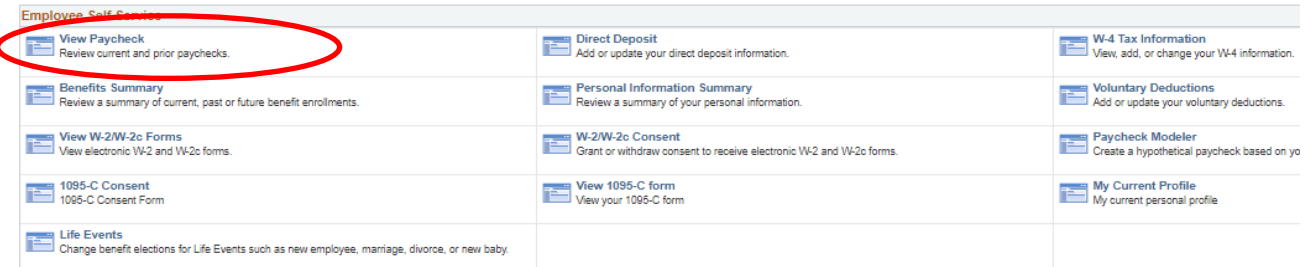 Employee Self Service
View Paycheck
Review current and prior paychecks.
Direct Deposit
Add or update your direct deposit information.
W-4 Tax Information
View, add, or change your W-4 information.
Benefits Summary
Review a summary of current, past or future benefit enrollments.
Personal Information Summary
Review a summary of your personal information.
Voluntary Deductions
Add or update your voluntary deductions.
View W-2/W-2c Forms
View electronic W-2 and W-2c forms.
W-2/W-2c Consent
Grant or withdraw consent to receive electronic W-2 and W-2c forms.
Paycheck Modeler
Create a hypothetical paycheck based on yo
1095-C Consent
1095-C Consent Form
View 1095-C form
View your 1095-C form
My Current Profile
My current personal profile
Life Events
Change benefit elections for Life Events such as new employee, marriage, divorce, or new baby.